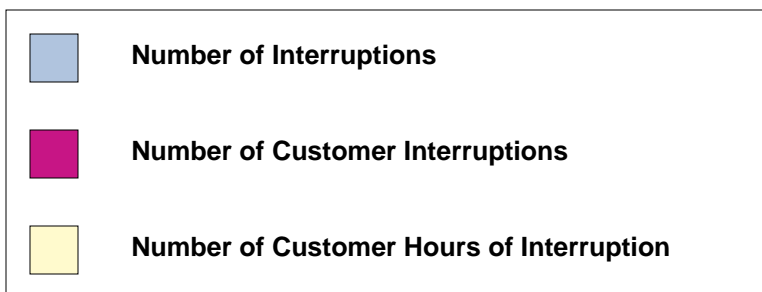 Number of Interruptions
Number of Customer Interruptions
Number of Customer Hours of Interruption